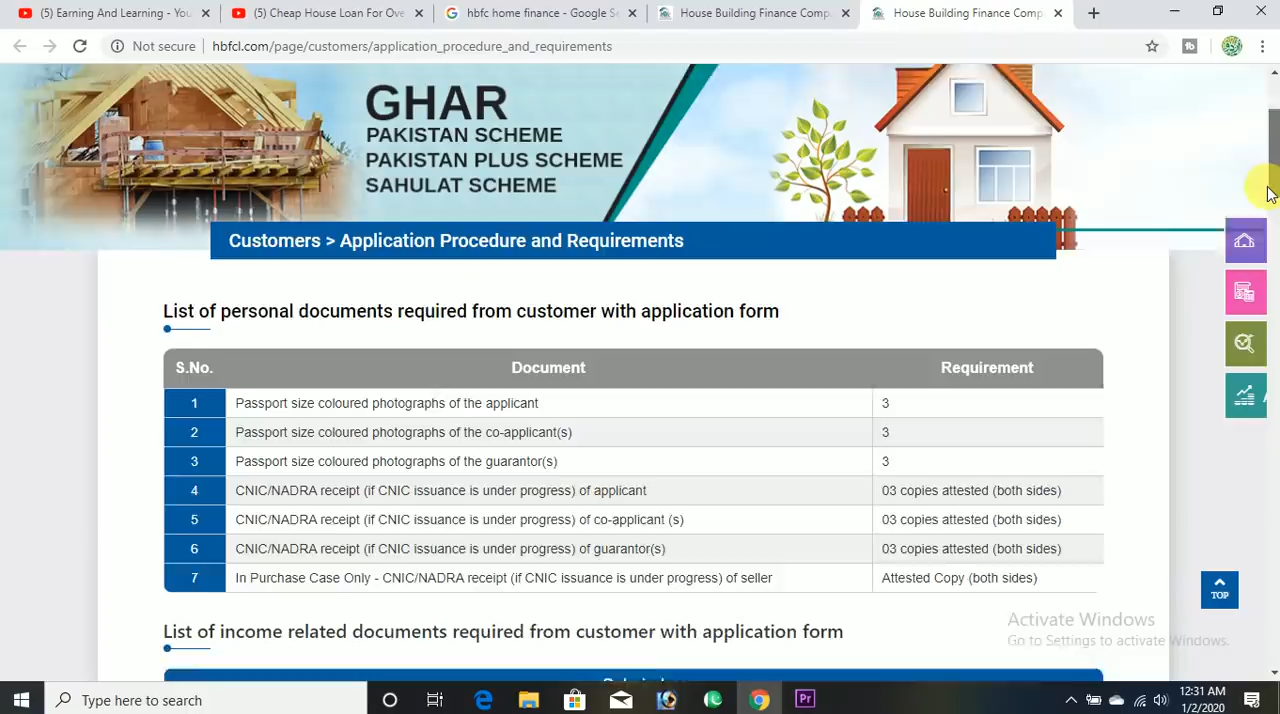 (5) Earning And Learning - You
(5) Cheap House Loan For Ove
hbfc home finance - Google S
House Building Finance Comp
House Building Finance Comp
Not secure
hbfcl.com/page/customers/application_procedure_and_requirements
GHAR
PAKISTAN SCHEME
PAKISTAN PLUS SCHEME
SAHULAT SCHEME
Customers > Application Procedure and Requirements
List of personal documents required from customer with application form
S.No. Document Requirement
1 Passport size coloured photographs of the applicant 3
2 Passport size coloured photographs of the co-applicant(s) 3
3 Passport size coloured photographs of the guarantor(s) 3
4 CNIC/NADRA receipt (if CNIC issuance is under progress) of applicant 03 copies attested (both sides)
5 CNIC/NADRA receipt (if CNIC issuance is under progress) of co-applicant (s) 03 copies attested (both sides)
6 CNIC/NADRA receipt (if CNIC issuance is under progress) of guarantor(s) 03 copies attested (both sides)
7 In Purchase Case Only - CNIC/NADRA receipt (if CNIC issuance is under progress) of seller Attested Copy (both sides)
TOP
List of income related documents required from customer with application form
Activate Windows
Go to Settings to activate Windows.
Type here to search
Pr
12:31 AM
1/2/2020